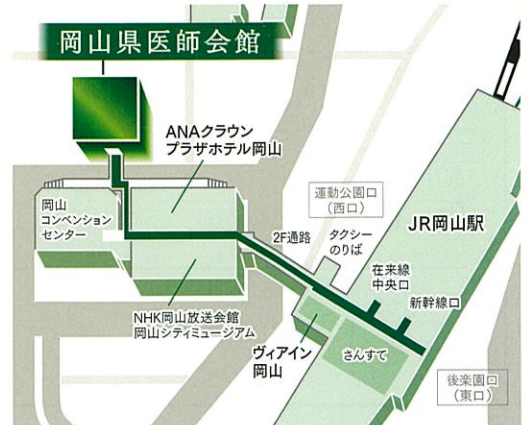 岡山県医師会館
ANAクラウン
プラザホテル岡山
岡山
コンベンション
センター
運動公園口
(西口)
2F通路
タクシー
のりば
JR岡山駅
在来線
中央口
新幹線口
NHK岡山放送会館
岡山シティミュージアム
ヴィアイン
岡山
さんすて
後楽園口
(東口)